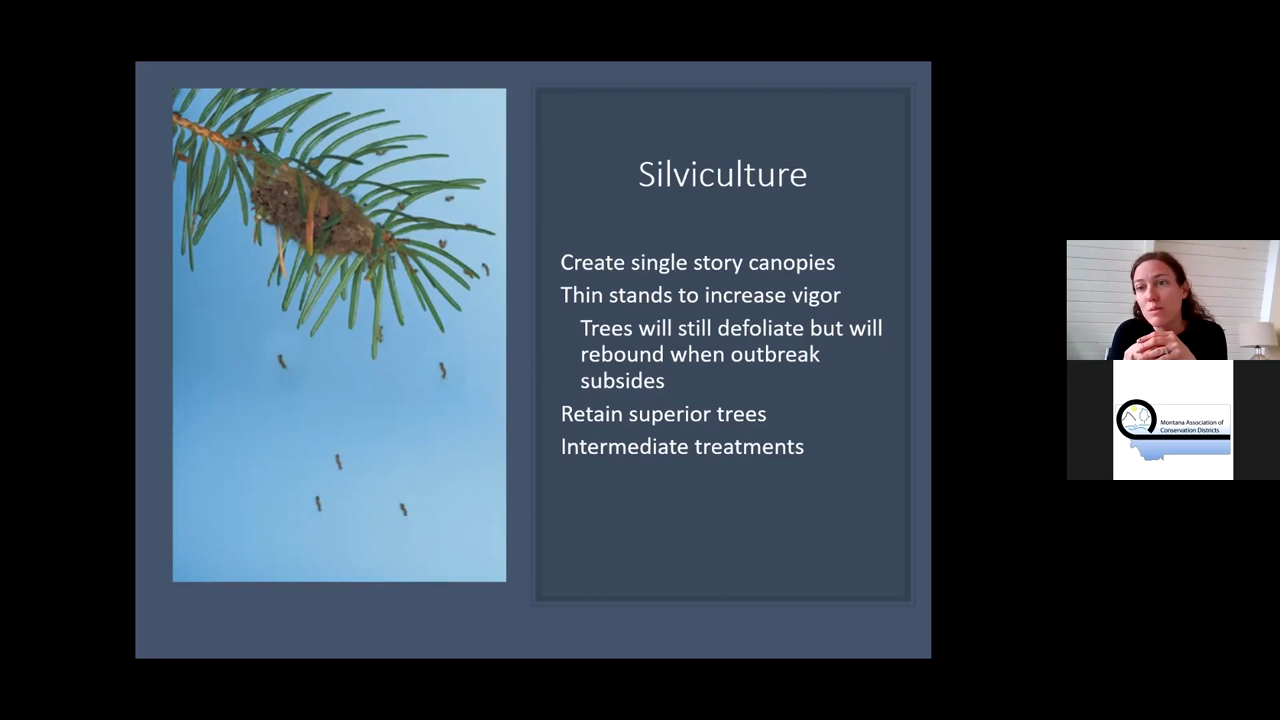 Silviculture
Create single story canopies
Thin stands to increase vigor
Trees will still defoliate but will
rebound when outbreak
subsides
Retain superior trees
Intermediate treatments
Montana Association of
Conservation Districts